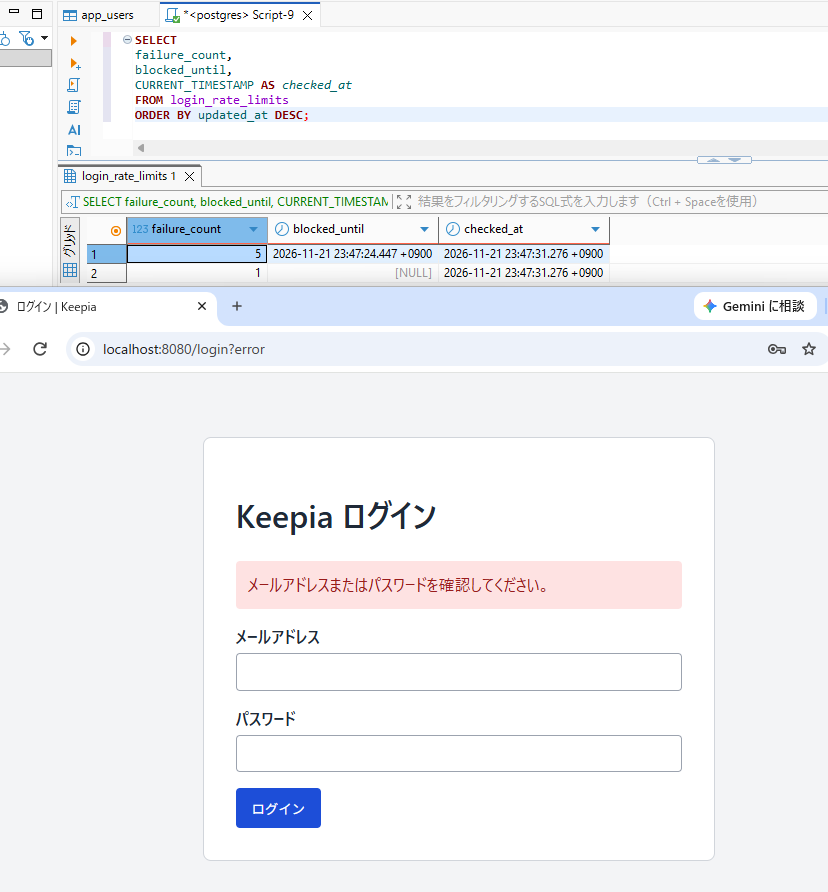 app_users
*<postgres> Script-9
SELECT
failure_count,
blocked_until,
CURRENT_TIMESTAMP AS checked_at
FROM login_rate_limits
ORDER BY updated_at DESC;
AI
login_rate_limits 1
SELECT failure_count, blocked_until, CURRENT_TIMESTAM
結果をフィルタリングするSQL式を入力します（Ctrl + Spaceを使用）
グリッド
123 failure_count blocked_until checked_at
1 5 2026-11-21 23:47:24.447 +0900 2026-11-21 23:47:31.276 +0900
2 1 [NULL] 2026-11-21 23:47:31.276 +0900
ログイン | Keepia
Gemini に相談
localhost:8080/login?error
Keepia ログイン
メールアドレスまたはパスワードを確認してください。
メールアドレス
パスワード
ログイン